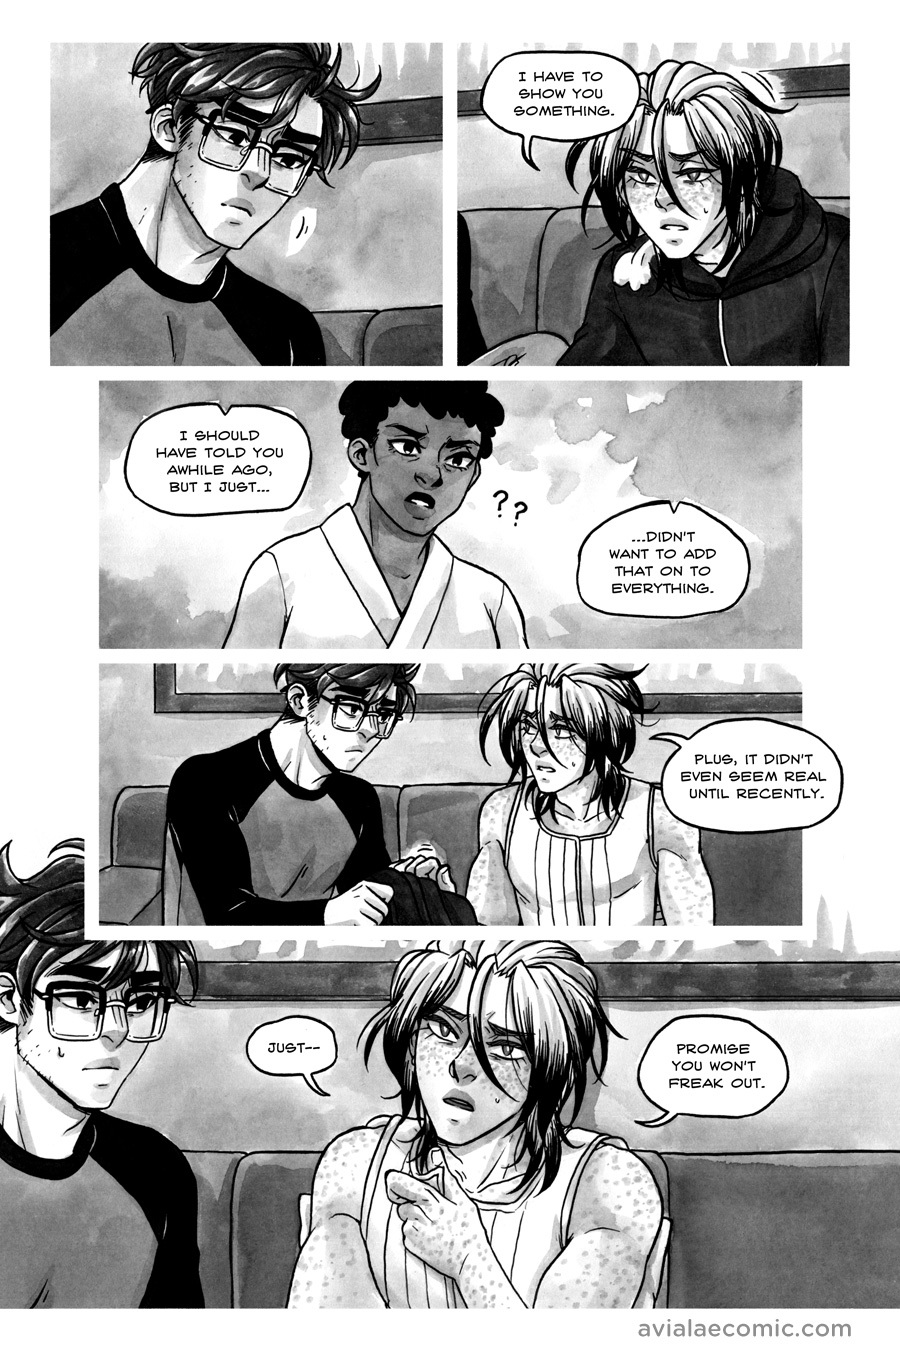 I HAVE TO
SHOW YOU
SOMETHING.
I SHOULD
HAVE TOLD YOU
AWHILE AGO,
BUT I JUST...
??
...DIDN'T
WANT TO ADD
THAT ON TO
EVERYTHING.
PLUS, IT DIDN'T
EVEN SEEM REAL
UNTIL RECENTLY.
JUST--
PROMISE
YOU WON'T
FREAK OUT.
avialaecomic.com